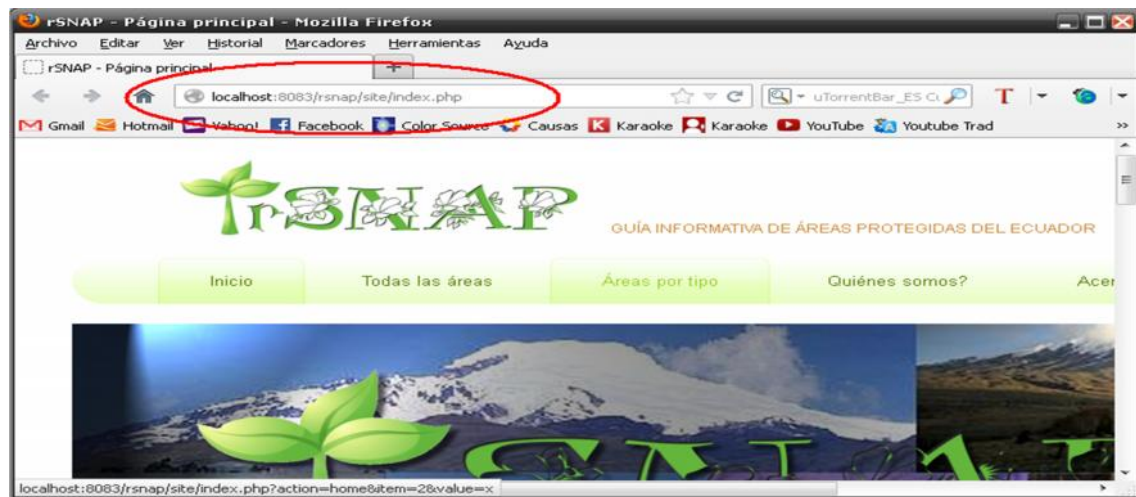 rSNAP - Página principal - Mozilla Firefox
Archivo Editar Ver Historial Marcadores Herramientas Ayuda
rSNAP - Página principal
localhost:8083/rsnap/site/index.php uTorrentBar_ES Cu T
Gmail Hotmail Yahoo! Facebook Color Source Causas Karaoke Karaoke YouTube Youtube Trad »
rSNAP
GUÍA INFORMATIVA DE ÁREAS PROTEGIDAS DEL ECUADOR
Inicio Todas las áreas Áreas por tipo Quiénes somos? Acer
localhost:8083/rsnap/site/index.php?action=home&item=2&value=x